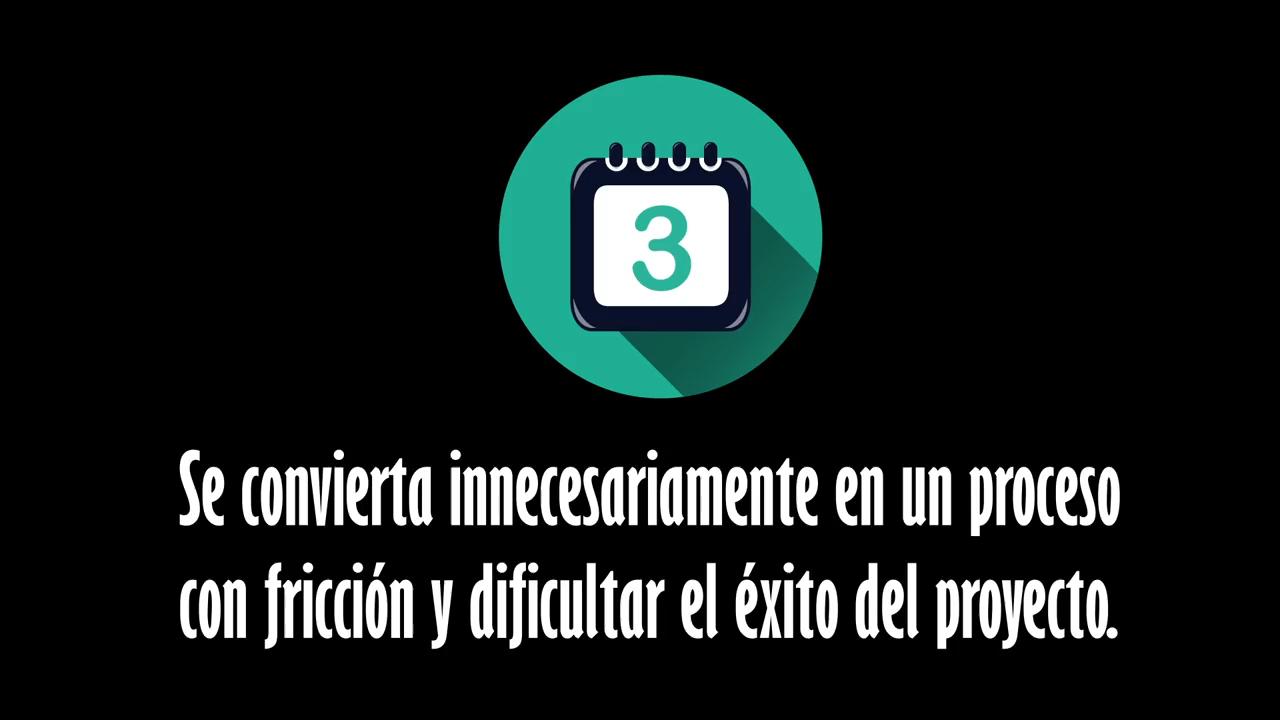 3
Se convierta innecesariamente en un proceso
con fricción y dificultar el éxito del proyecto.